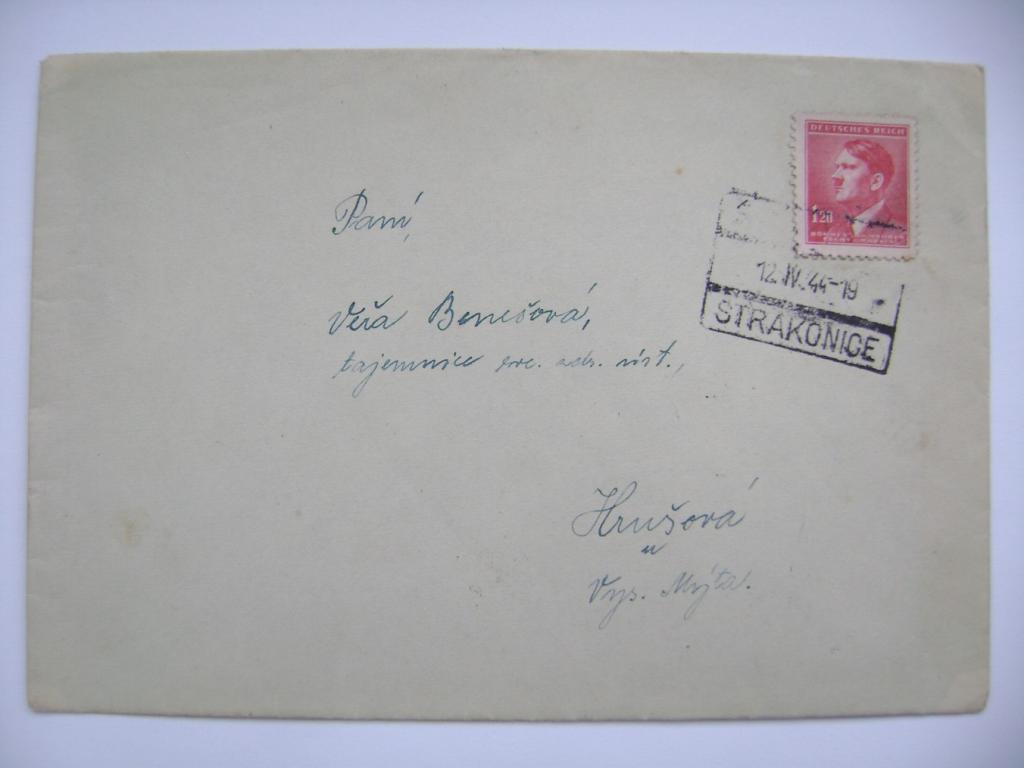 DEUTSCHES REICH
1.20
Paní,
12.IV.44-19
STRAKONICE
Věra Benešová,
tajemnice
Hrušová
u
Vys. Mýta.